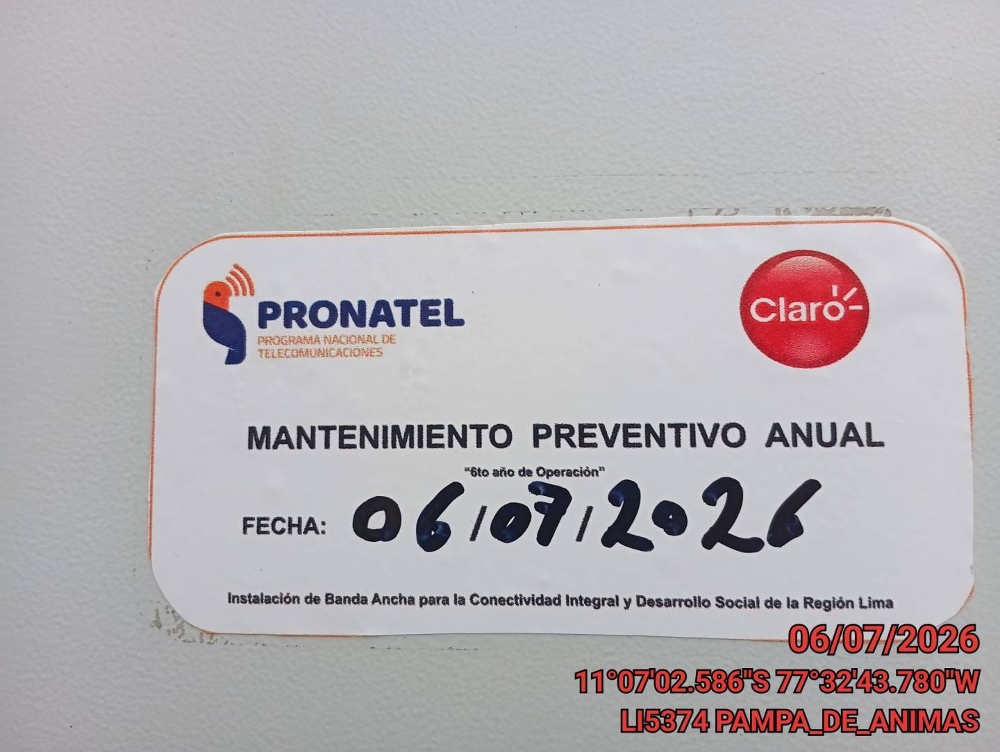 PRONATEL
PROGRAMA NACIONAL DE
TELECOMUNICACIONES
Claro
MANTENIMIENTO PREVENTIVO ANUAL
"6to año de Operación"
FECHA: 06/07/2026
Instalación de Banda Ancha para la Conectividad Integral y Desarrollo Social de la Región Lima
06/07/2026
11°07'02.586"S 77°32'43.780"W
LI5374 PAMPA_DE_ANIMAS